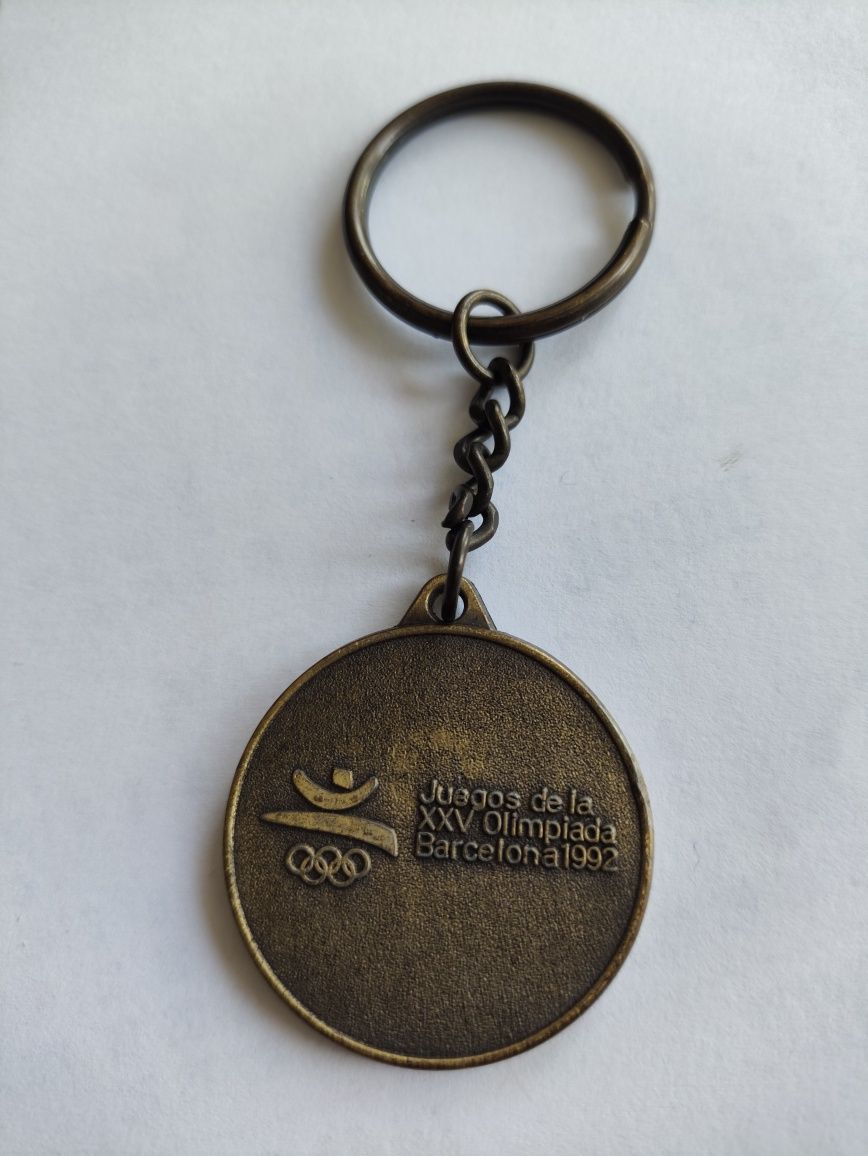 Juegos de la
XXV Olimpiada
Barcelona 1992